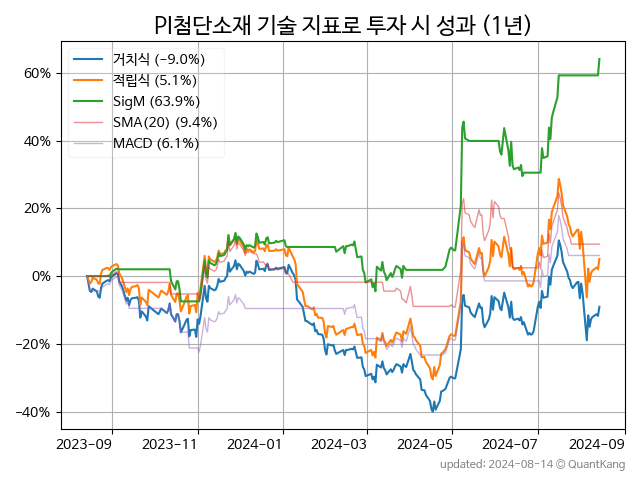 PI첨단소재 기술 지표로 투자 시 성과 (1년)
거치식 (−9.0%)
적립식 (5.1%)
SigM (63.9%)
SMA(20) (9.4%)
MACD (6.1%)
60%
40%
20%
0%
−20%
−40%
2023-09 2023-11 2024-01 2024-03 2024-05 2024-07 2024-09
updated: 2024-08-14 © QuantKang